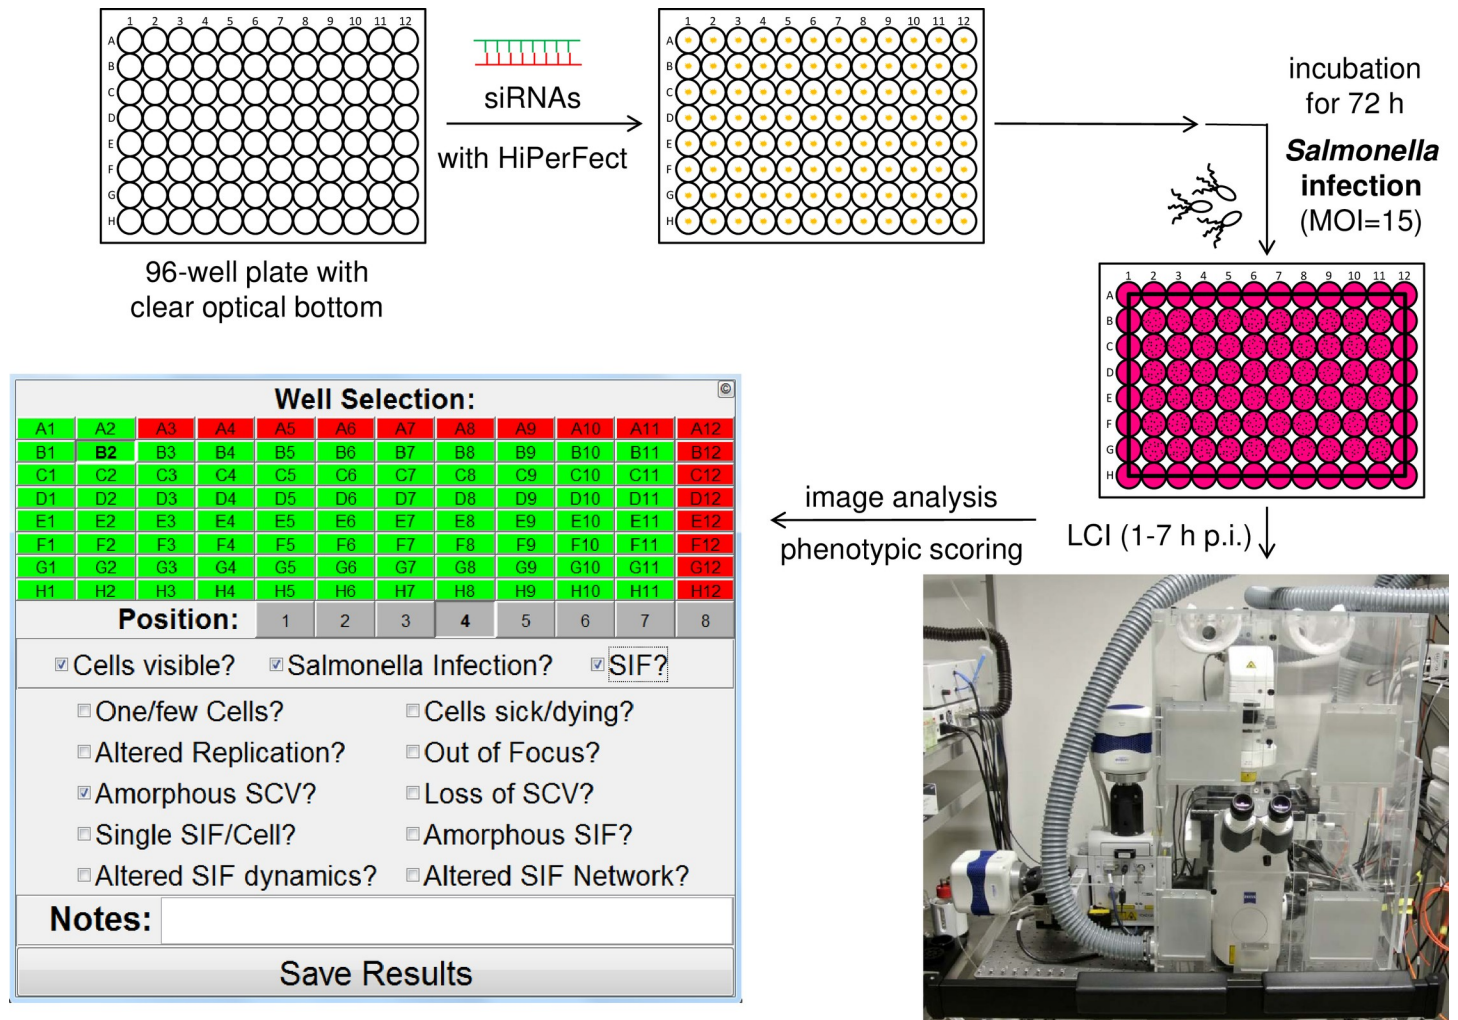 1 2 3 4 5 6 7 8 9 10 11 12
A
B
C
D
E
F
G
H
96-well plate with
clear optical bottom
siRNAs
with HiPerFect
1 2 3 4 5 6 7 8 9 10 11 12
A
B
C
D
E
F
G
H
incubation
for 72 h
Salmonella
infection
(MOI=15)
1 2 3 4 5 6 7 8 9 10 11 12
A
B
C
D
E
F
G
H
LCI (1-7 h p.i.)
image analysis
phenotypic scoring
Well Selection: ©
A1 A2 A3 A4 A5 A6 A7 A8 A9 A10 A11 A12
B1 B2 B3 B4 B5 B6 B7 B8 B9 B10 B11 B12
C1 C2 C3 C4 C5 C6 C7 C8 C9 C10 C11 C12
D1 D2 D3 D4 D5 D6 D7 D8 D9 D10 D11 D12
E1 E2 E3 E4 E5 E6 E7 E8 E9 E10 E11 E12
F1 F2 F3 F4 F5 F6 F7 F8 F9 F10 F11 F12
G1 G2 G3 G4 G5 G6 G7 G8 G9 G10 G11 G12
H1 H2 H3 H4 H5 H6 H7 H8 H9 H10 H11 H12
Position: 1 2 3 4 5 6 7 8
Cells visible? Salmonella Infection? SIF?
One/few Cells? Cells sick/dying?
Altered Replication? Out of Focus?
Amorphous SCV? Loss of SCV?
Single SIF/Cell? Amorphous SIF?
Altered SIF dynamics? Altered SIF Network?
Notes:
Save Results